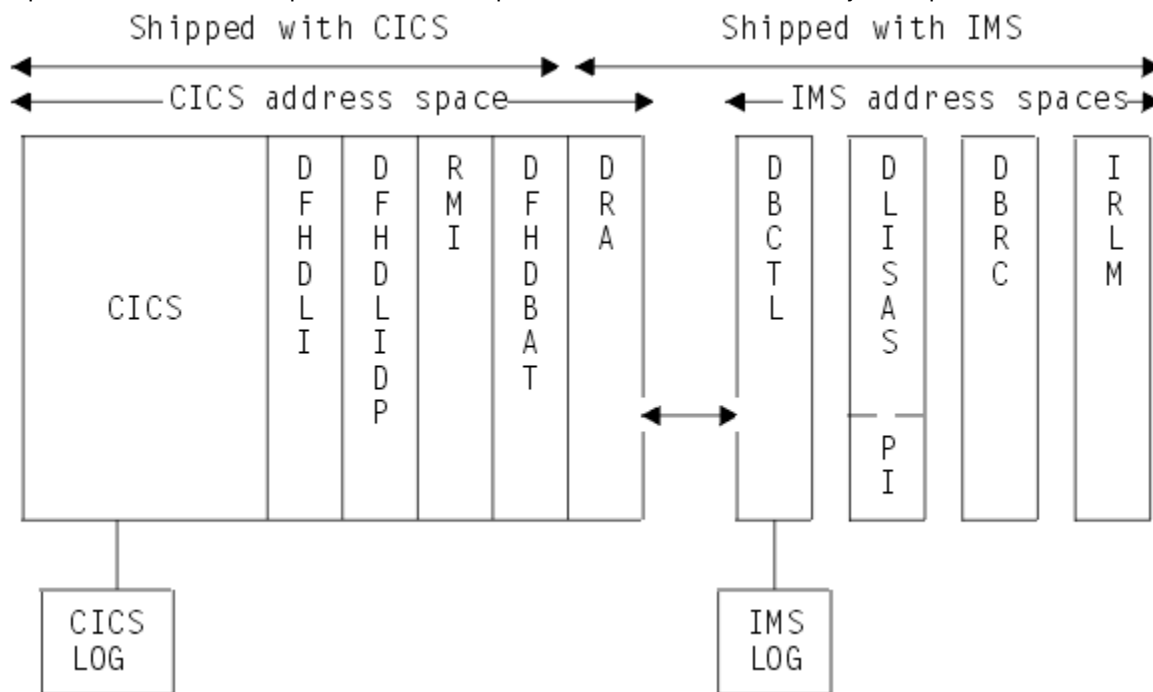 Shipped with CICS
Shipped with IMS
CICS address space
IMS address spaces
CICS
DFHDLI
DFHDLIDP
RMI
DFHDBAT
DRA
DBCTL
DLISAS
PI
DBRC
IRLM
CICS
LOG
IMS
LOG